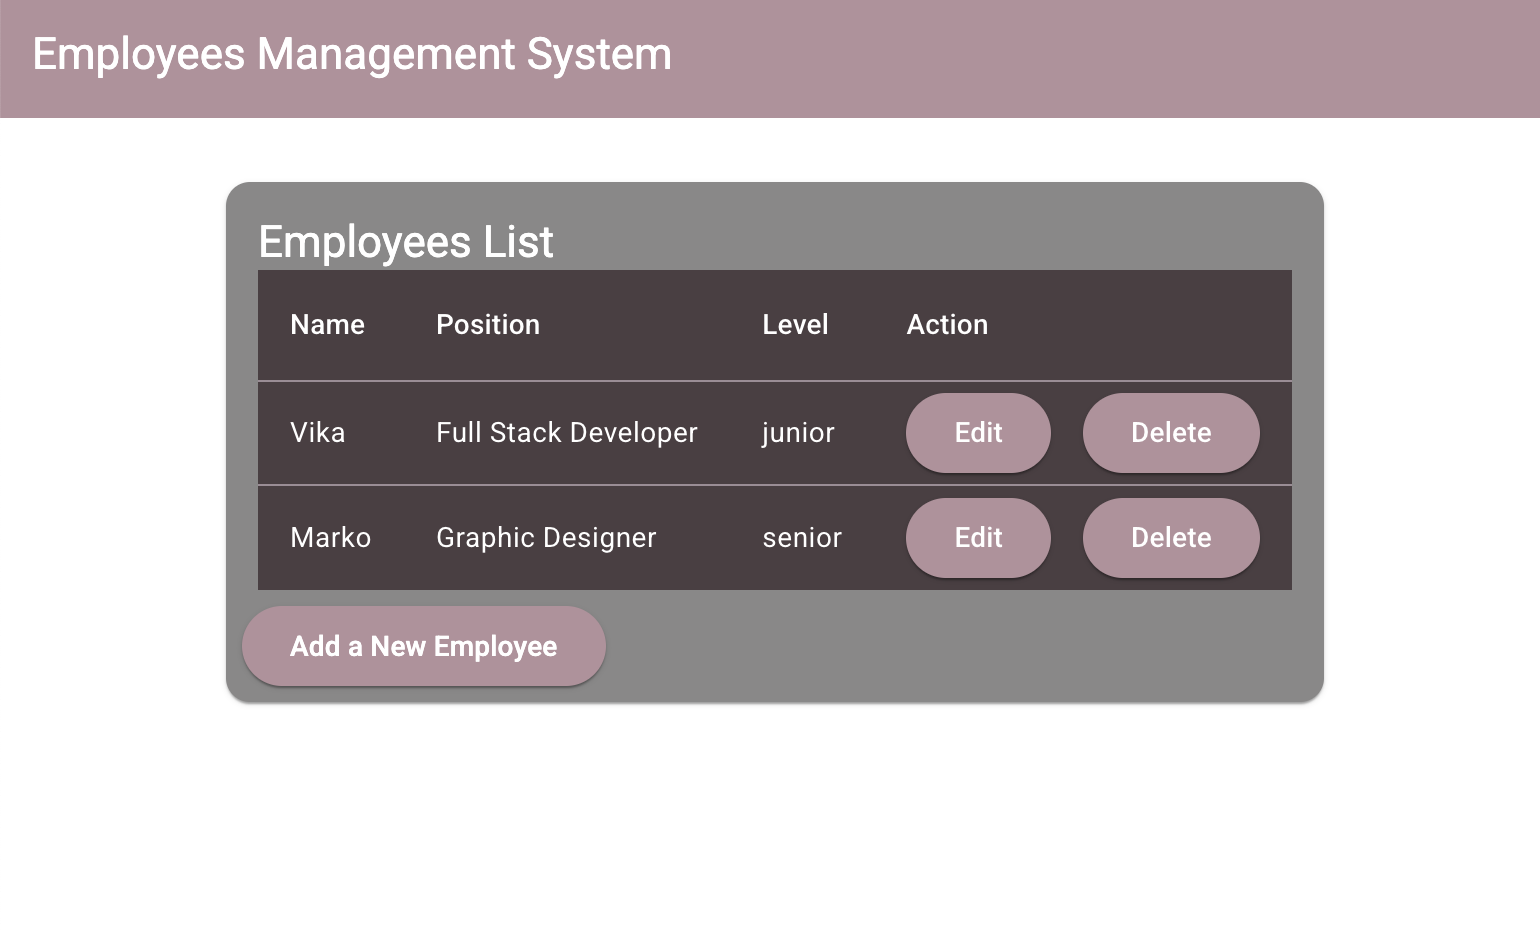 Employees Management System
Employees List
Name Position Level Action
Vika Full Stack Developer junior Edit Delete
Marko Graphic Designer senior Edit Delete
Add a New Employee